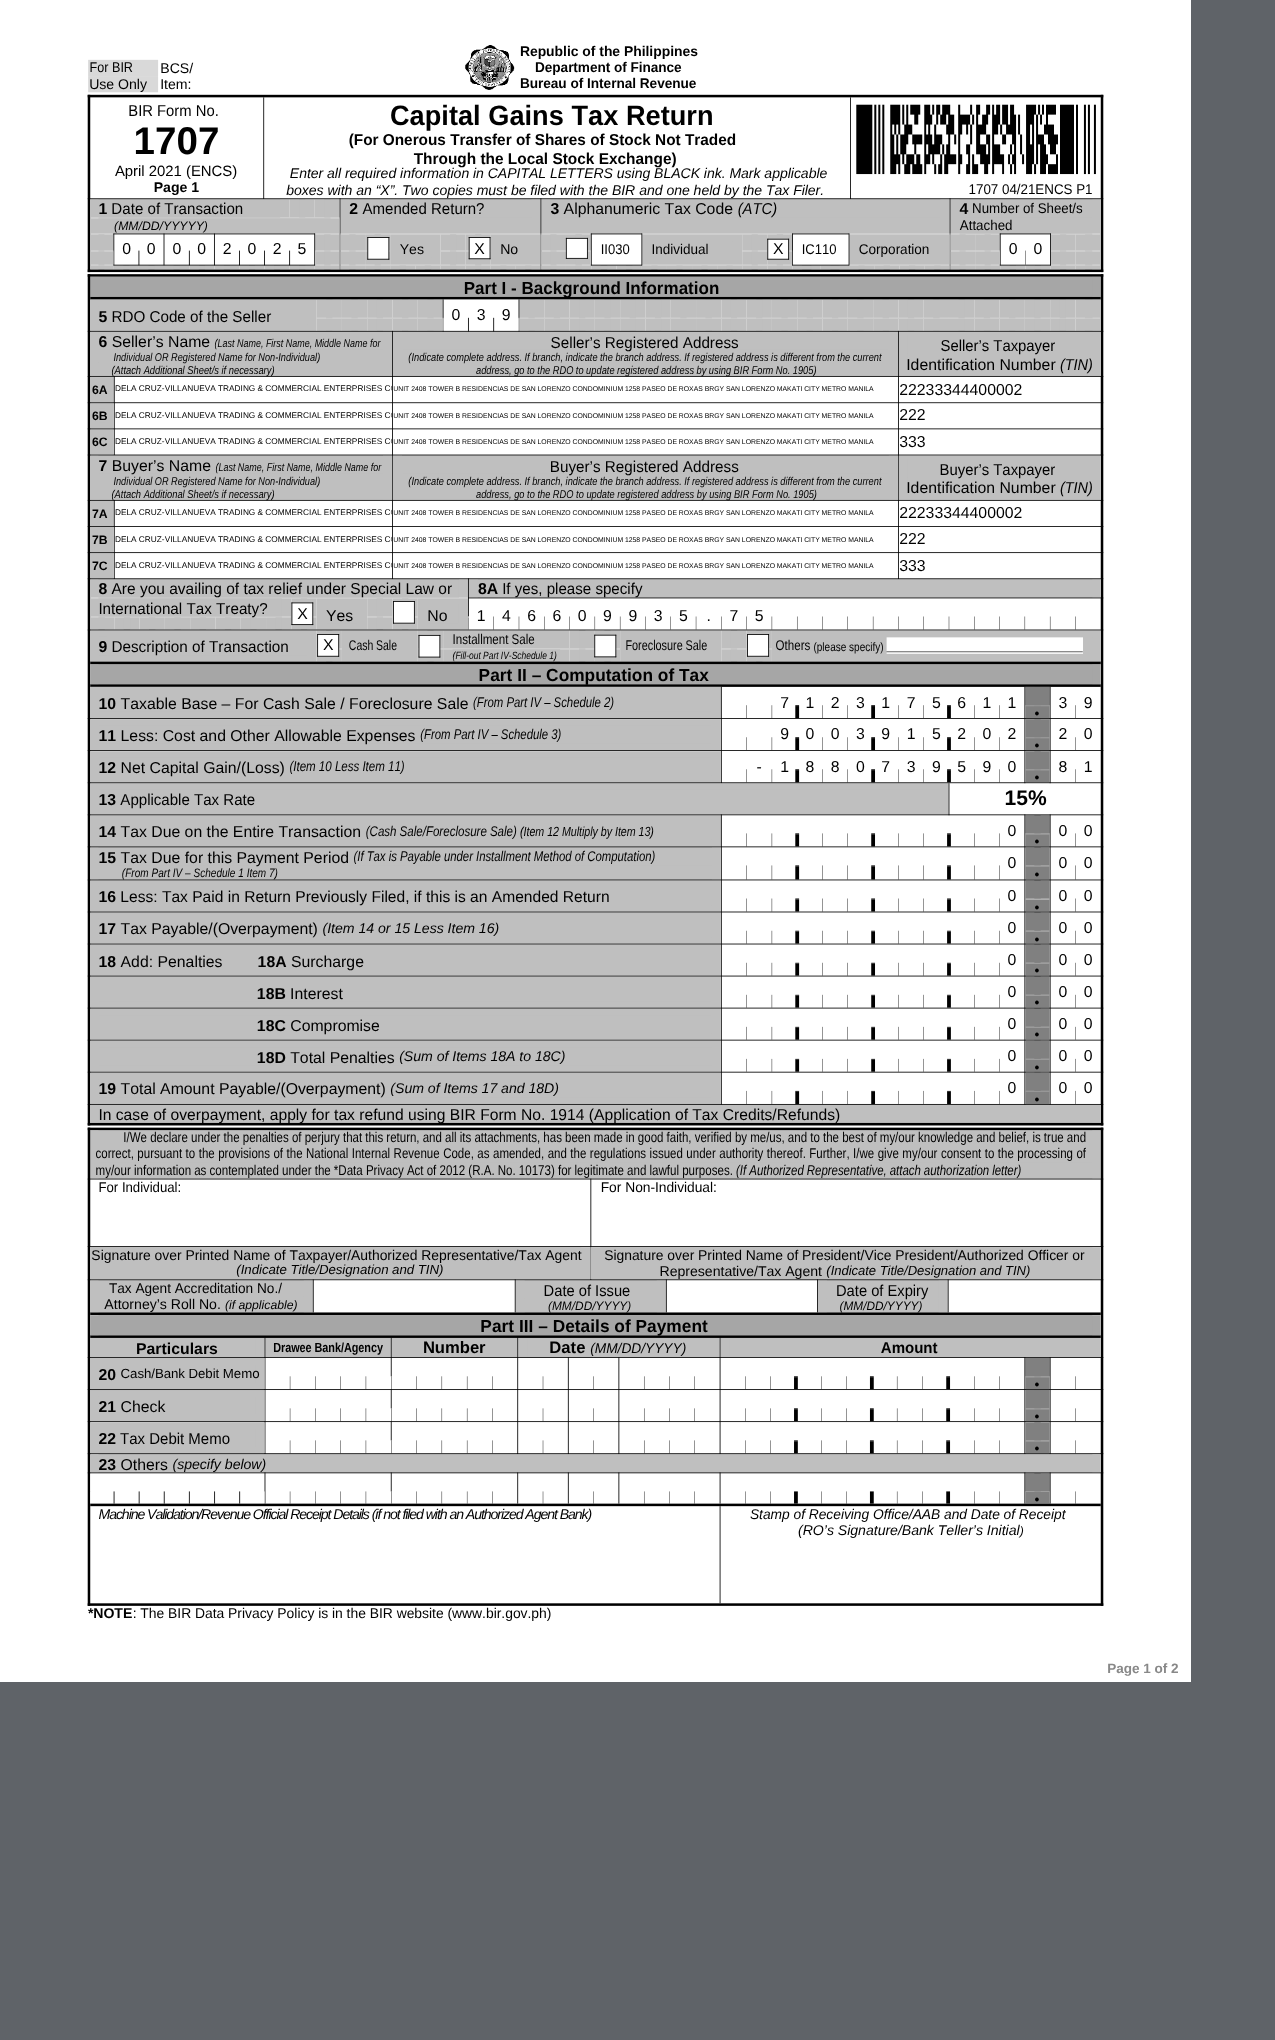 For BIR
Use Only
BCS/
Item:
Republic of the Philippines
Department of Finance
Bureau of Internal Revenue
BIR Form No.
1707
April 2021 (ENCS)
Page 1
Capital Gains Tax Return
(For Onerous Transfer of Shares of Stock Not Traded
Through the Local Stock Exchange)
Enter all required information in CAPITAL LETTERS using BLACK ink. Mark applicable
boxes with an “X”. Two copies must be filed with the BIR and one held by the Tax Filer.
1707 04/21ENCS P1
1 Date of Transaction
(MM/DD/YYYYY)
0 0 0 0 2 0 2 5
2 Amended Return?
Yes X No
3 Alphanumeric Tax Code (ATC)
II030 Individual X IC110 Corporation
4 Number of Sheet/s
Attached
0 0
Part I - Background Information
5 RDO Code of the Seller 0 3 9
6 Seller’s Name (Last Name, First Name, Middle Name for
Individual OR Registered Name for Non-Individual)
(Attach Additional Sheet/s if necessary)
Seller’s Registered Address
(Indicate complete address. If branch, indicate the branch address. If registered address is different from the current
address, go to the RDO to update registered address by using BIR Form No. 1905)
Seller’s Taxpayer
Identification Number (TIN)
6A DELA CRUZ-VILLANUEVA TRADING & COMMERCIAL ENTERPRISES UNIT 2408 TOWER B RESIDENCIAS DE SAN LORENZO CONDOMINIUM 1258 PASEO DE ROXAS BRGY SAN LORENZO MAKATI CITY METRO MANILA 22233344400002
6B DELA CRUZ-VILLANUEVA TRADING & COMMERCIAL ENTERPRISES UNIT 2408 TOWER B RESIDENCIAS DE SAN LORENZO CONDOMINIUM 1258 PASEO DE ROXAS BRGY SAN LORENZO MAKATI CITY METRO MANILA 222
6C DELA CRUZ-VILLANUEVA TRADING & COMMERCIAL ENTERPRISES UNIT 2408 TOWER B RESIDENCIAS DE SAN LORENZO CONDOMINIUM 1258 PASEO DE ROXAS BRGY SAN LORENZO MAKATI CITY METRO MANILA 333
7 Buyer’s Name (Last Name, First Name, Middle Name for
Individual OR Registered Name for Non-Individual)
(Attach Additional Sheet/s if necessary)
Buyer’s Registered Address
(Indicate complete address. If branch, indicate the branch address. If registered address is different from the current
address, go to the RDO to update registered address by using BIR Form No. 1905)
Buyer’s Taxpayer
Identification Number (TIN)
7A DELA CRUZ-VILLANUEVA TRADING & COMMERCIAL ENTERPRISES UNIT 2408 TOWER B RESIDENCIAS DE SAN LORENZO CONDOMINIUM 1258 PASEO DE ROXAS BRGY SAN LORENZO MAKATI CITY METRO MANILA 22233344400002
7B DELA CRUZ-VILLANUEVA TRADING & COMMERCIAL ENTERPRISES UNIT 2408 TOWER B RESIDENCIAS DE SAN LORENZO CONDOMINIUM 1258 PASEO DE ROXAS BRGY SAN LORENZO MAKATI CITY METRO MANILA 222
7C DELA CRUZ-VILLANUEVA TRADING & COMMERCIAL ENTERPRISES UNIT 2408 TOWER B RESIDENCIAS DE SAN LORENZO CONDOMINIUM 1258 PASEO DE ROXAS BRGY SAN LORENZO MAKATI CITY METRO MANILA 333
8 Are you availing of tax relief under Special Law or
International Tax Treaty? X Yes No
8A If yes, please specify
1 4 6 6 0 9 9 3 5 . 7 5
9 Description of Transaction X Cash Sale Installment Sale
(Fill-out Part IV-Schedule 1)
Foreclosure Sale Others (please specify)
Part II – Computation of Tax
10 Taxable Base – For Cash Sale / Foreclosure Sale (From Part IV – Schedule 2) 7 1 2 3 1 7 5 6 1 1 . 3 9
11 Less: Cost and Other Allowable Expenses (From Part IV – Schedule 3) 9 0 0 3 9 1 5 2 0 2 . 2 0
12 Net Capital Gain/(Loss) (Item 10 Less Item 11) - 1 8 8 0 7 3 9 5 9 0 . 8 1
13 Applicable Tax Rate 15%
14 Tax Due on the Entire Transaction (Cash Sale/Foreclosure Sale) (Item 12 Multiply by Item 13) 0 . 0 0
15 Tax Due for this Payment Period (If Tax is Payable under Installment Method of Computation)
(From Part IV – Schedule 1 Item 7) 0 . 0 0
16 Less: Tax Paid in Return Previously Filed, if this is an Amended Return 0 . 0 0
17 Tax Payable/(Overpayment) (Item 14 or 15 Less Item 16) 0 . 0 0
18 Add: Penalties 18A Surcharge 0 . 0 0
18B Interest 0 . 0 0
18C Compromise 0 . 0 0
18D Total Penalties (Sum of Items 18A to 18C) 0 . 0 0
19 Total Amount Payable/(Overpayment) (Sum of Items 17 and 18D) 0 . 0 0
In case of overpayment, apply for tax refund using BIR Form No. 1914 (Application of Tax Credits/Refunds)
I/We declare under the penalties of perjury that this return, and all its attachments, has been made in good faith, verified by me/us, and to the best of my/our knowledge and belief, is true and
correct, pursuant to the provisions of the National Internal Revenue Code, as amended, and the regulations issued under authority thereof. Further, I/we give my/our consent to the processing of
my/our information as contemplated under the *Data Privacy Act of 2012 (R.A. No. 10173) for legitimate and lawful purposes. (If Authorized Representative, attach authorization letter)
For Individual:
For Non-Individual:
Signature over Printed Name of Taxpayer/Authorized Representative/Tax Agent
(Indicate Title/Designation and TIN)
Signature over Printed Name of President/Vice President/Authorized Officer or
Representative/Tax Agent (Indicate Title/Designation and TIN)
Tax Agent Accreditation No./
Attorney’s Roll No. (if applicable)
Date of Issue
(MM/DD/YYYY)
Date of Expiry
(MM/DD/YYYY)
Part III – Details of Payment
Particulars Drawee Bank/Agency Number Date (MM/DD/YYYY) Amount
20 Cash/Bank Debit Memo .
21 Check .
22 Tax Debit Memo .
23 Others (specify below)
.
Machine Validation/Revenue Official Receipt Details (if not filed with an Authorized Agent Bank)
Stamp of Receiving Office/AAB and Date of Receipt
(RO’s Signature/Bank Teller’s Initial)
*NOTE: The BIR Data Privacy Policy is in the BIR website (www.bir.gov.ph)
Page 1 of 2